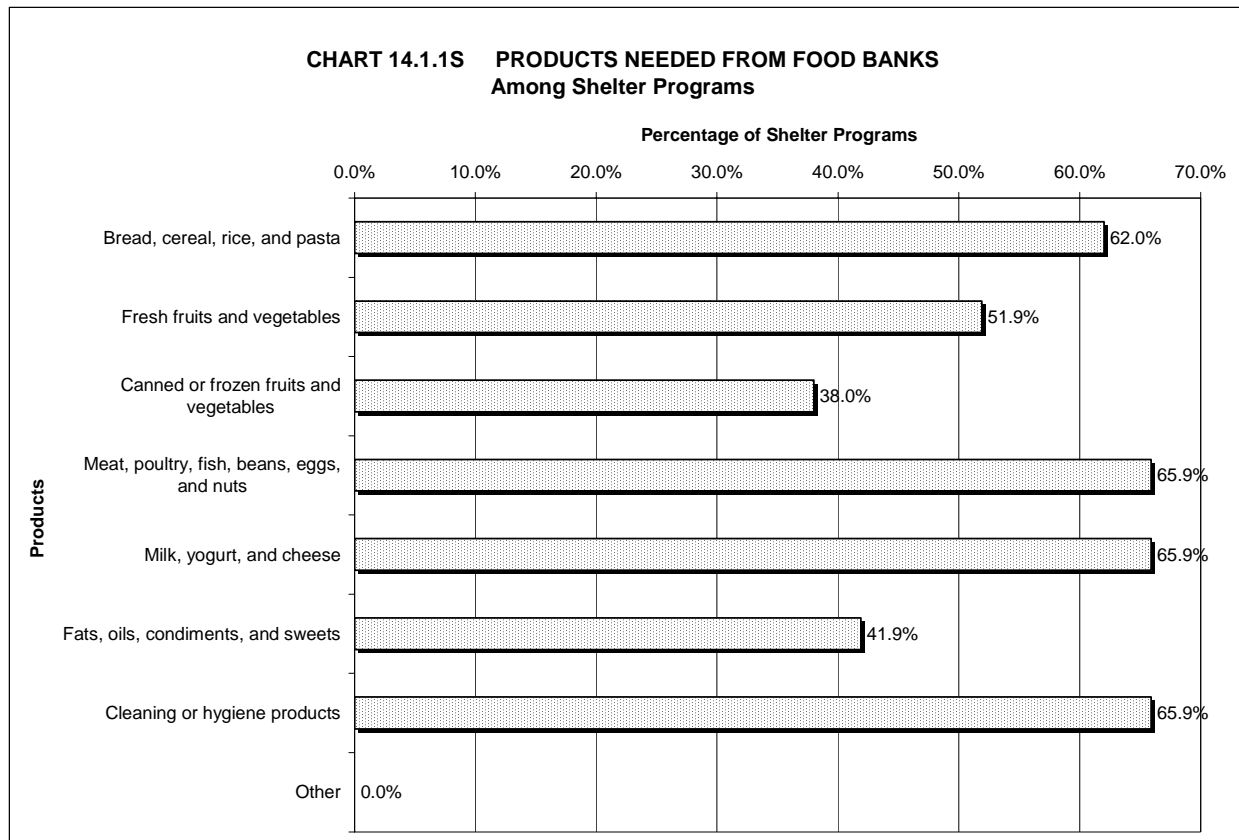 CHART 14.1.1S PRODUCTS NEEDED FROM FOOD BANKS
Among Shelter Programs
Percentage of Shelter Programs
0.0% 10.0% 20.0% 30.0% 40.0% 50.0% 60.0% 70.0%
Products
Bread, cereal, rice, and pasta 62.0%
Fresh fruits and vegetables 51.9%
Canned or frozen fruits and
vegetables 38.0%
Meat, poultry, fish, beans, eggs,
and nuts 65.9%
Milk, yogurt, and cheese 65.9%
Fats, oils, condiments, and sweets 41.9%
Cleaning or hygiene products 65.9%
Other 0.0%